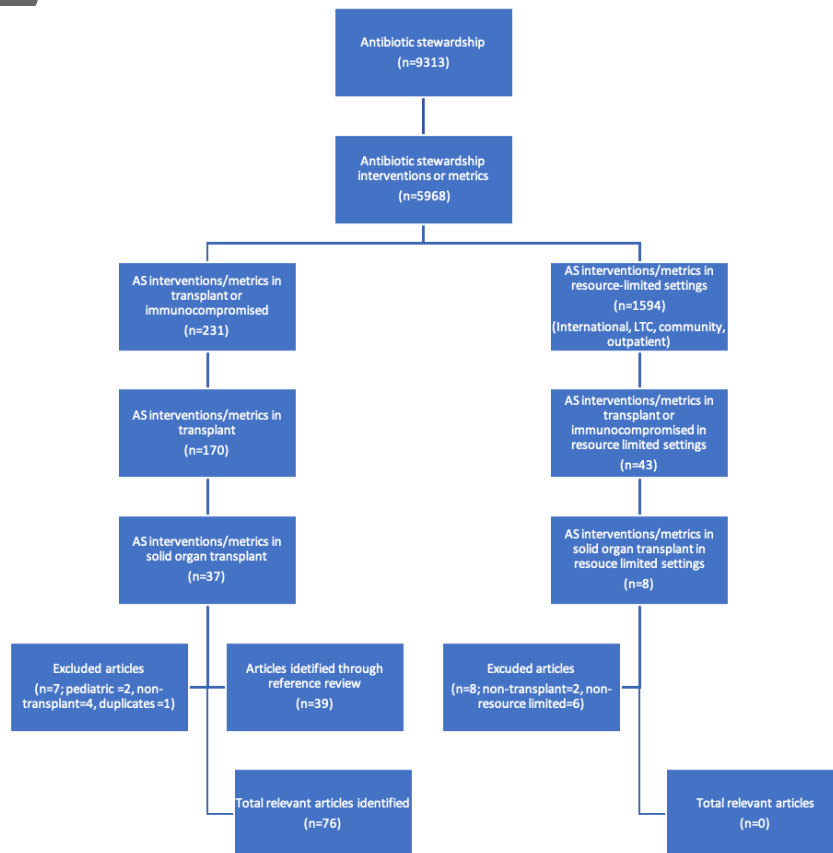 Antibiotic stewardship
(n=9313)
Antibiotic stewardship
interventions or metrics
(n=5968)
AS interventions/metrics in
transplant or
immunocompromised
(n=231)
AS interventions/metrics in
resource-limited settings
(n=1594)
(International, LTC, community,
outpatient)
AS interventions/metrics in
transplant
(n=170)
AS interventions/metrics in
transplant or
immunocompromised in
resource limited settings
(n=43)
AS interventions/metrics in
solid organ transplant
(n=37)
AS interventions/metrics in
solid organ transplant in
resouce limited settings
(n=8)
Excluded articles
(n=7; pediatric =2, non-
transplant=4, duplicates =1)
Articles idetified through
reference review
(n=39)
Excuded articles
(n=8; non-transplant=2, non-
resource limited=6)
Total relevant articles identified
(n=76)
Total relevant articles
(n=0)